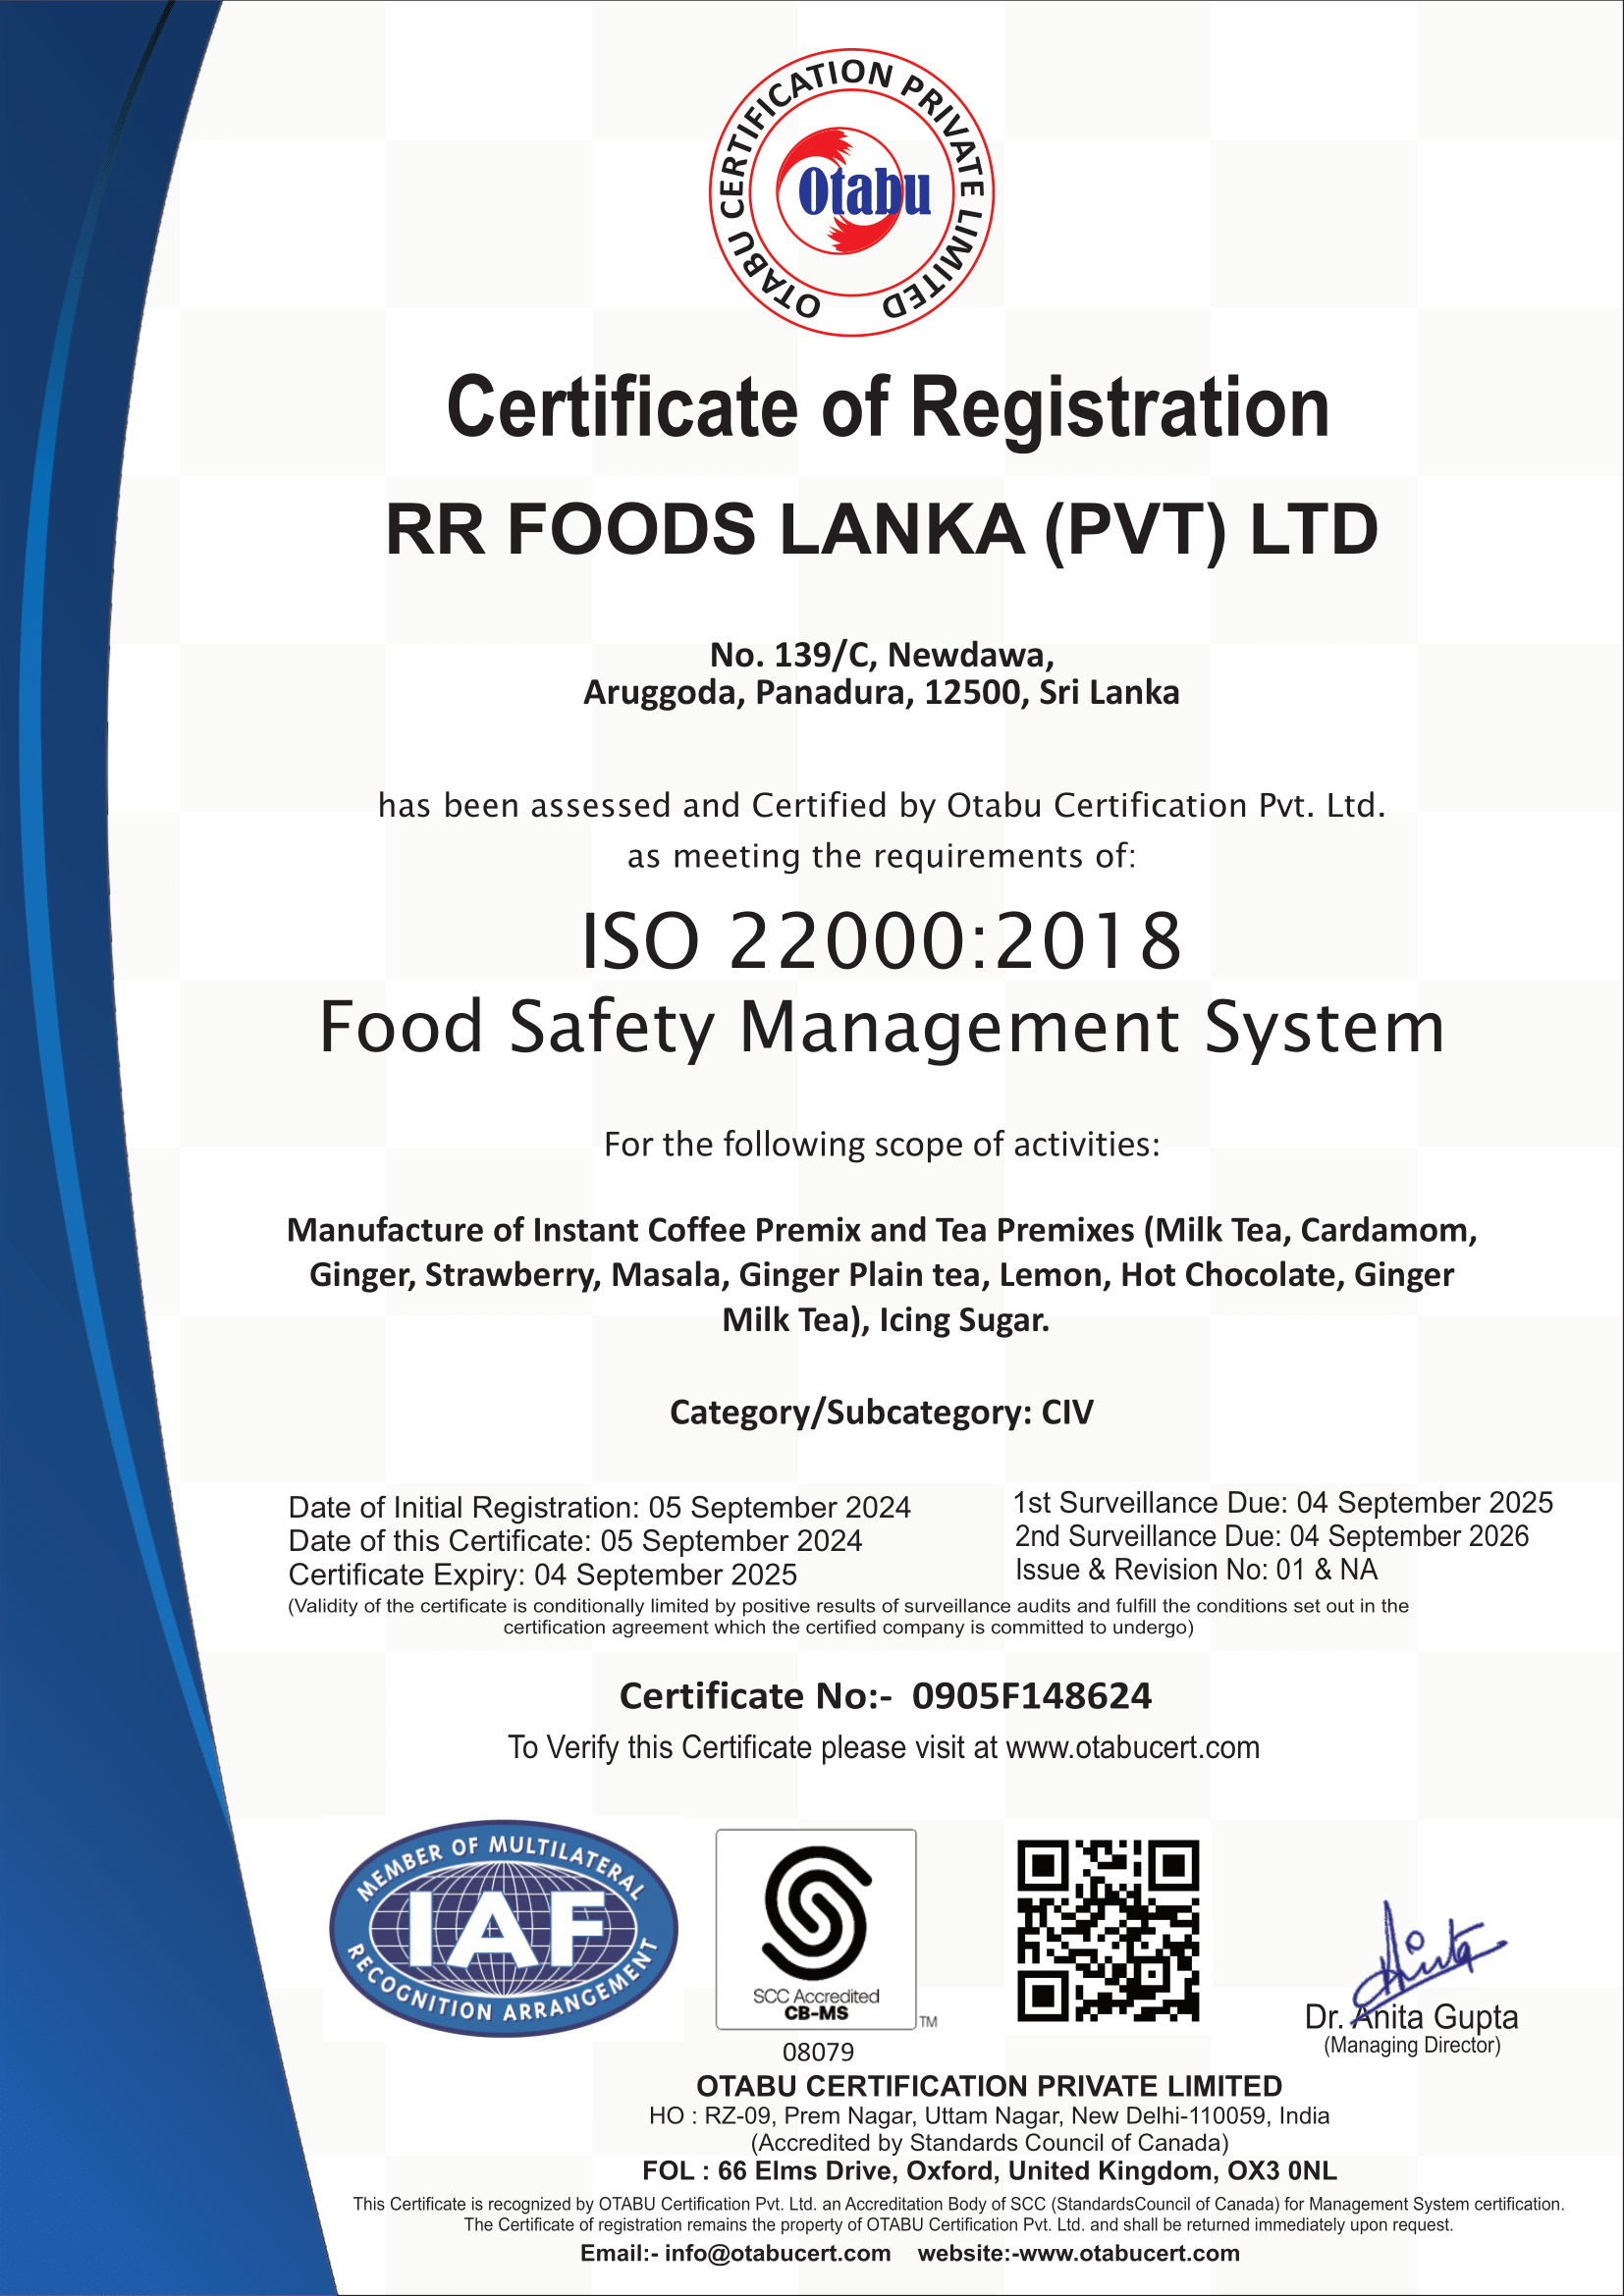 OTABU CERTIFICATION PRIVATE LIMITED
Otabu
Certificate of Registration
RR FOODS LANKA (PVT) LTD
No. 139/C, Newdawa,
Aruggoda, Panadura, 12500, Sri Lanka
has been assessed and Certified by Otabu Certification Pvt. Ltd.
as meeting the requirements of:
ISO 22000:2018
Food Safety Management System
For the following scope of activities:
Manufacture of Instant Coffee Premix and Tea Premixes (Milk Tea, Cardamom,
Ginger, Strawberry, Masala, Ginger Plain tea, Lemon, Hot Chocolate, Ginger
Milk Tea), Icing Sugar.
Category/Subcategory: CIV
Date of Initial Registration: 05 September 2024
Date of this Certificate: 05 September 2024
Certificate Expiry: 04 September 2025
1st Surveillance Due: 04 September 2025
2nd Surveillance Due: 04 September 2026
Issue & Revision No: 01 & NA
(Validity of the certificate is conditionally limited by positive results of surveillance audits and fulfill the conditions set out in the
certification agreement which the certified company is committed to undergo)
Certificate No:- 0905F148624
To Verify this Certificate please visit at www.otabucert.com
MEMBER OF MULTILATERAL
IAF
RECOGNITION ARRANGEMENT
SCC Accredited
CB-MS
TM
08079
Dr. Anita Gupta
(Managing Director)
OTABU CERTIFICATION PRIVATE LIMITED
HO : RZ-09, Prem Nagar, Uttam Nagar, New Delhi-110059, India
(Accredited by Standards Council of Canada)
FOL : 66 Elms Drive, Oxford, United Kingdom, OX3 0NL
This Certificate is recognized by OTABU Certification Pvt. Ltd. an Accreditation Body of SCC (StandardsCouncil of Canada) for Management System certification.
The Certificate of registration remains the property of OTABU Certification Pvt. Ltd. and shall be returned immediately upon request.
Email:- info@otabucert.com website:-www.otabucert.com